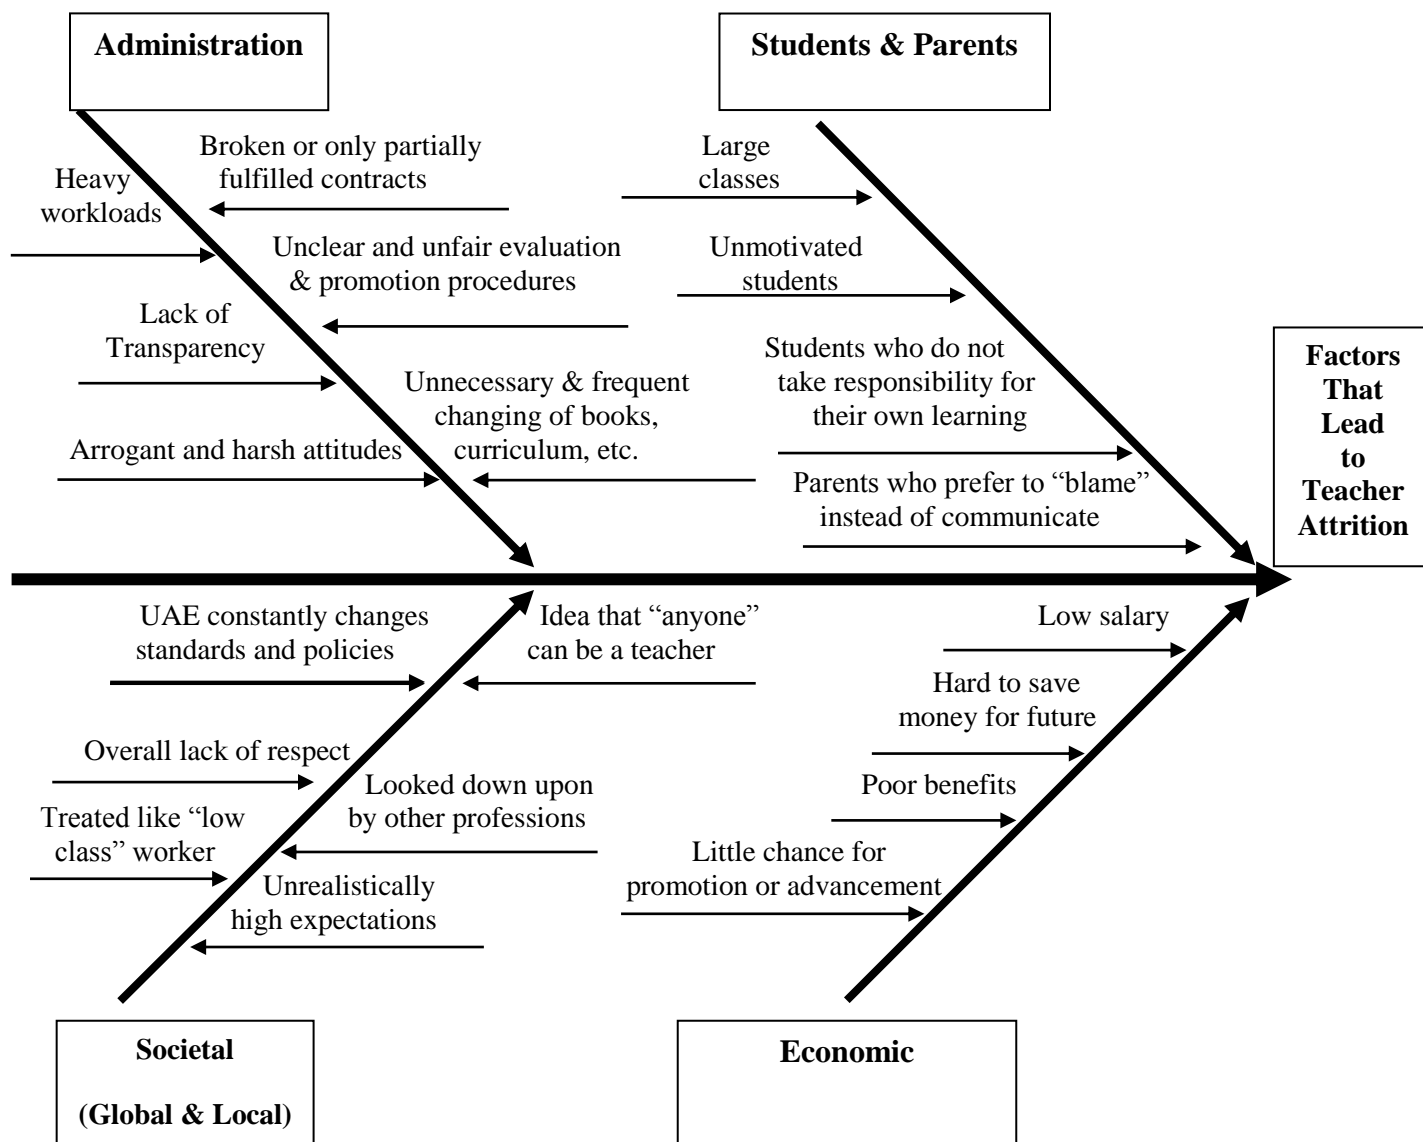 Administration
Students & Parents
Broken or only partially
fulfilled contracts
Heavy
workloads
Unclear and unfair evaluation
& promotion procedures
Lack of
Transparency
Unnecessary & frequent
changing of books,
curriculum, etc.
Arrogant and harsh attitudes
Large
classes
Unmotivated
students
Students who do not
take responsibility for
their own learning
Parents who prefer to “blame”
instead of communicate
Factors
That
Lead
to
Teacher
Attrition
UAE constantly changes
standards and policies
Idea that “anyone”
can be a teacher
Overall lack of respect
Looked down upon
by other professions
Treated like “low
class” worker
Unrealistically
high expectations
Low salary
Hard to save
money for future
Poor benefits
Little chance for
promotion or advancement
Societal
(Global & Local)
Economic